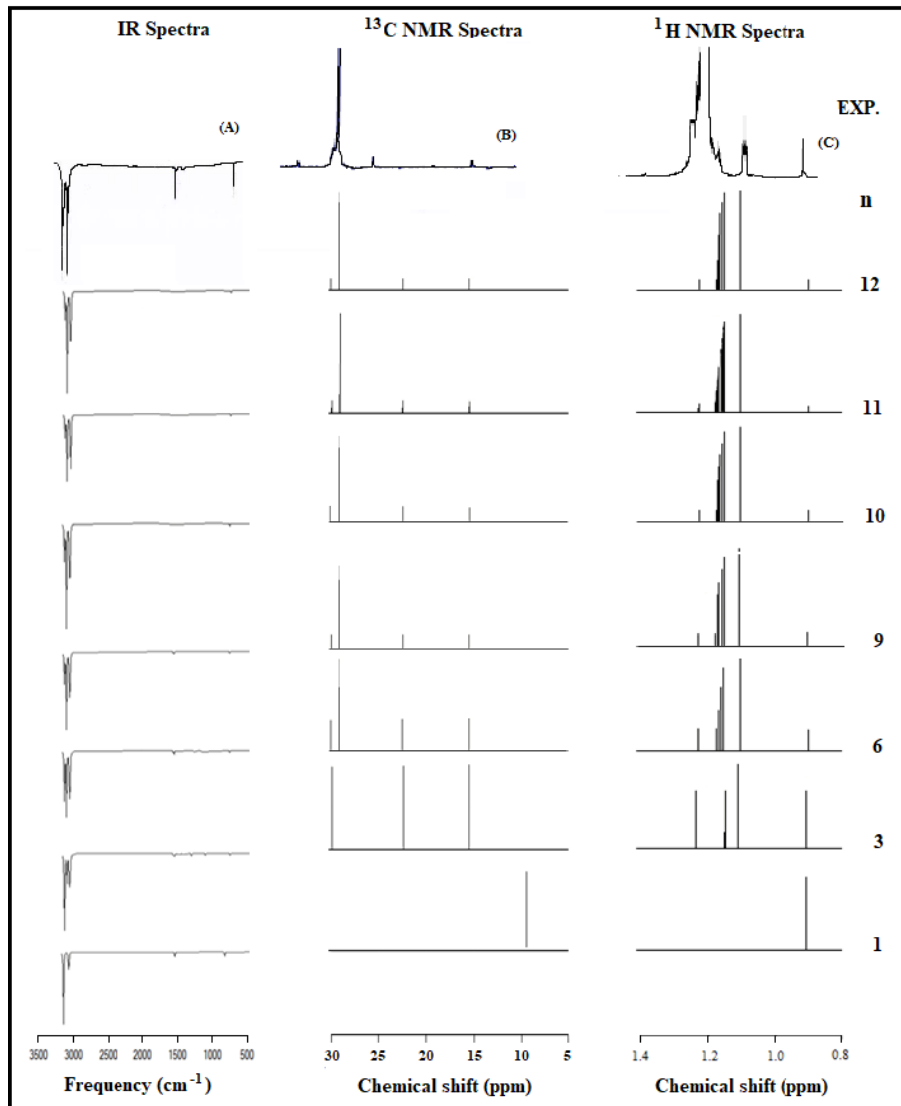 IR Spectra
13C NMR Spectra
1H NMR Spectra
EXP.
(A)
(B)
(C)
n
12
11
10
9
6
3
1
3500 3000 2500 2000 1500 1000 500
30 25 20 15 10 5
1.4 1.2 1.0 0.8
Frequency (cm-1)
Chemical shift (ppm)
Chemical shift (ppm)